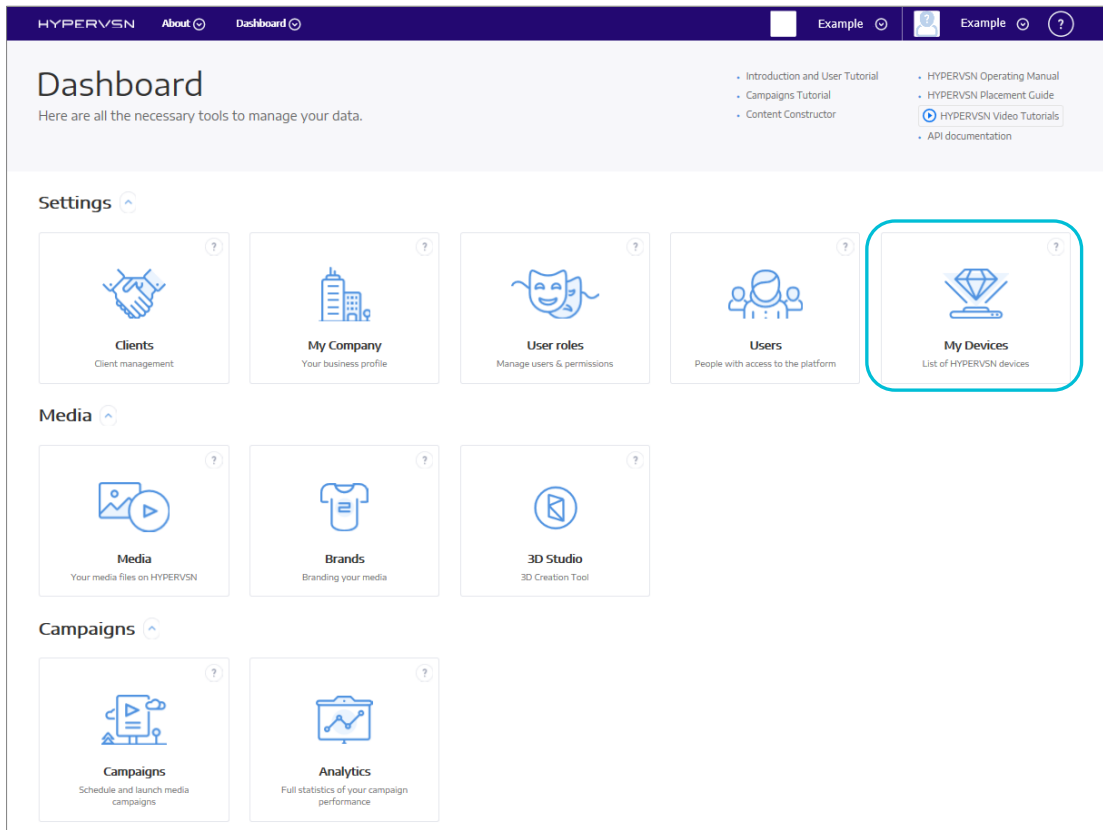 HYPERVSN About Dashboard Example Example ?
Dashboard
Here are all the necessary tools to manage your data.
Introduction and User Tutorial
Campaigns Tutorial
Content Constructor
HYPERVSN Operating Manual
HYPERVSN Placement Guide
HYPERVSN Video Tutorials
API documentation
Settings
? ? ? ? ?
Clients
Client management
My Company
Your business profile
User roles
Manage users & permissions
Users
People with access to the platform
My Devices
List of HYPERVSN devices
Media
? ? ?
Media
Your media files on HYPERVSN
Brands
Branding your media
3D Studio
3D Creation Tool
Campaigns
? ?
Campaigns
Schedule and launch media
campaigns
Analytics
Full statistics of your campaign
performance